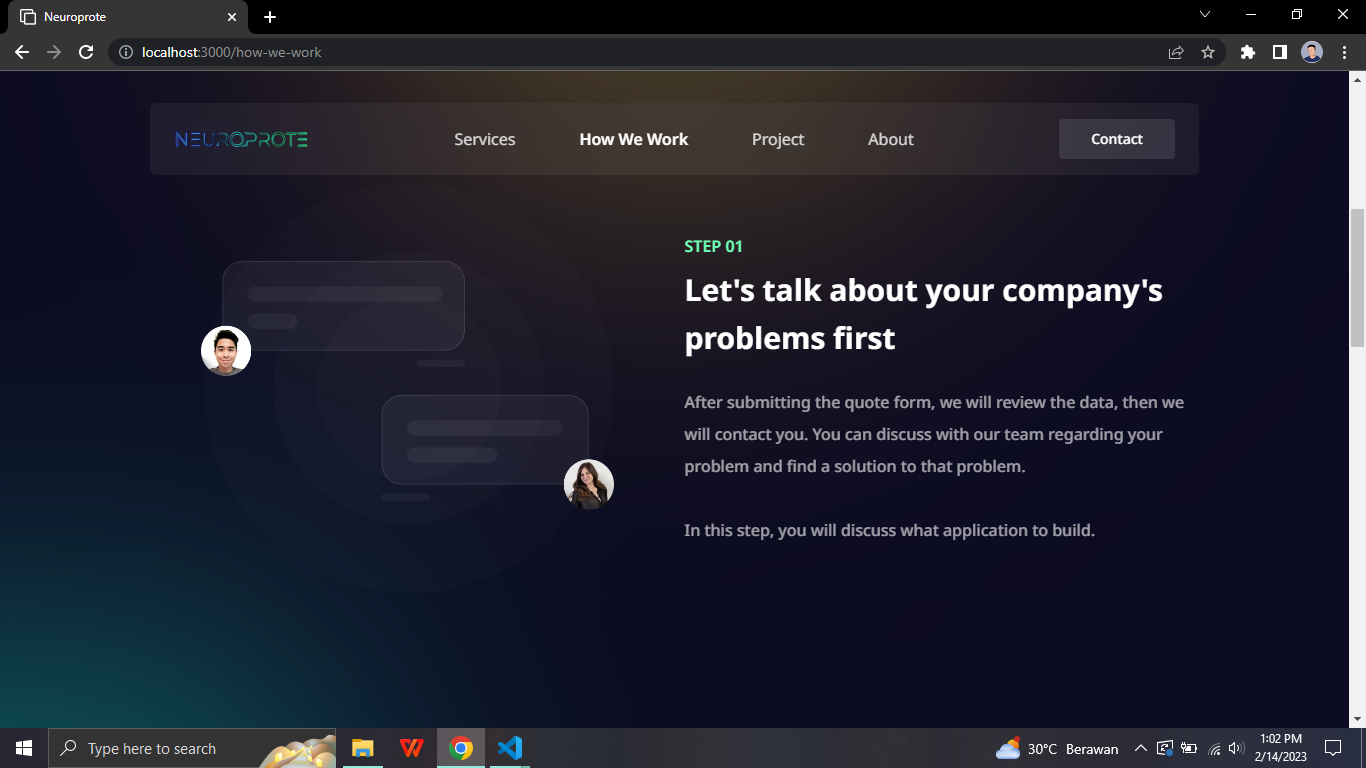 Neuroprote
localhost:3000/how-we-work
NEUROPROTE
Services
How We Work
Project
About
Contact
STEP 01
Let's talk about your company's
problems first
After submitting the quote form, we will review the data, then we
will contact you. You can discuss with our team regarding your
problem and find a solution to that problem.
In this step, you will discuss what application to build.
Type here to search
30°C Berawan
1:02 PM
2/14/2023